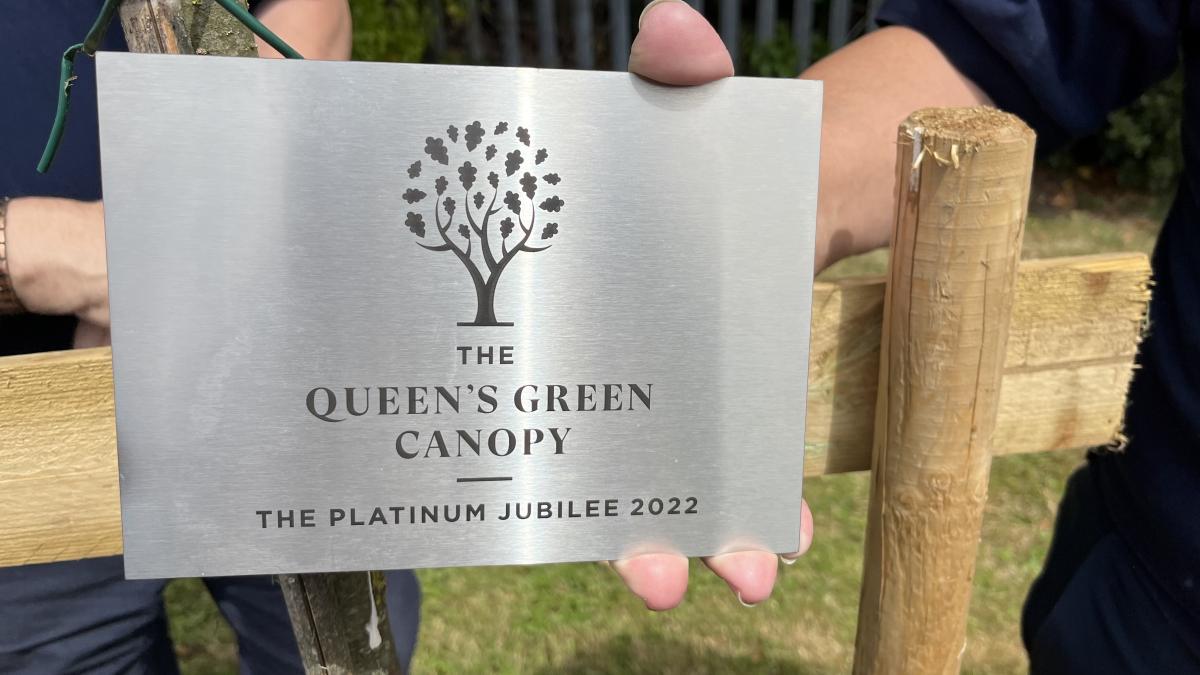 THE
QUEEN'S GREEN
CANOPY
THE PLATINUM JUBILEE 2022